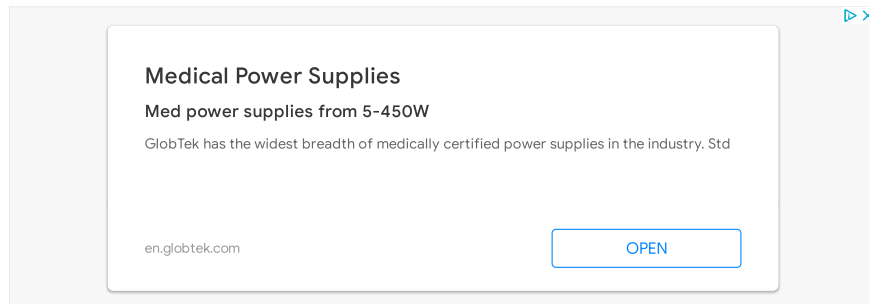 Medical Power Supplies
Med power supplies from 5-450W
GlobTek has the widest breadth of medically certified power supplies in the industry. Std
en.globtek.com
OPEN